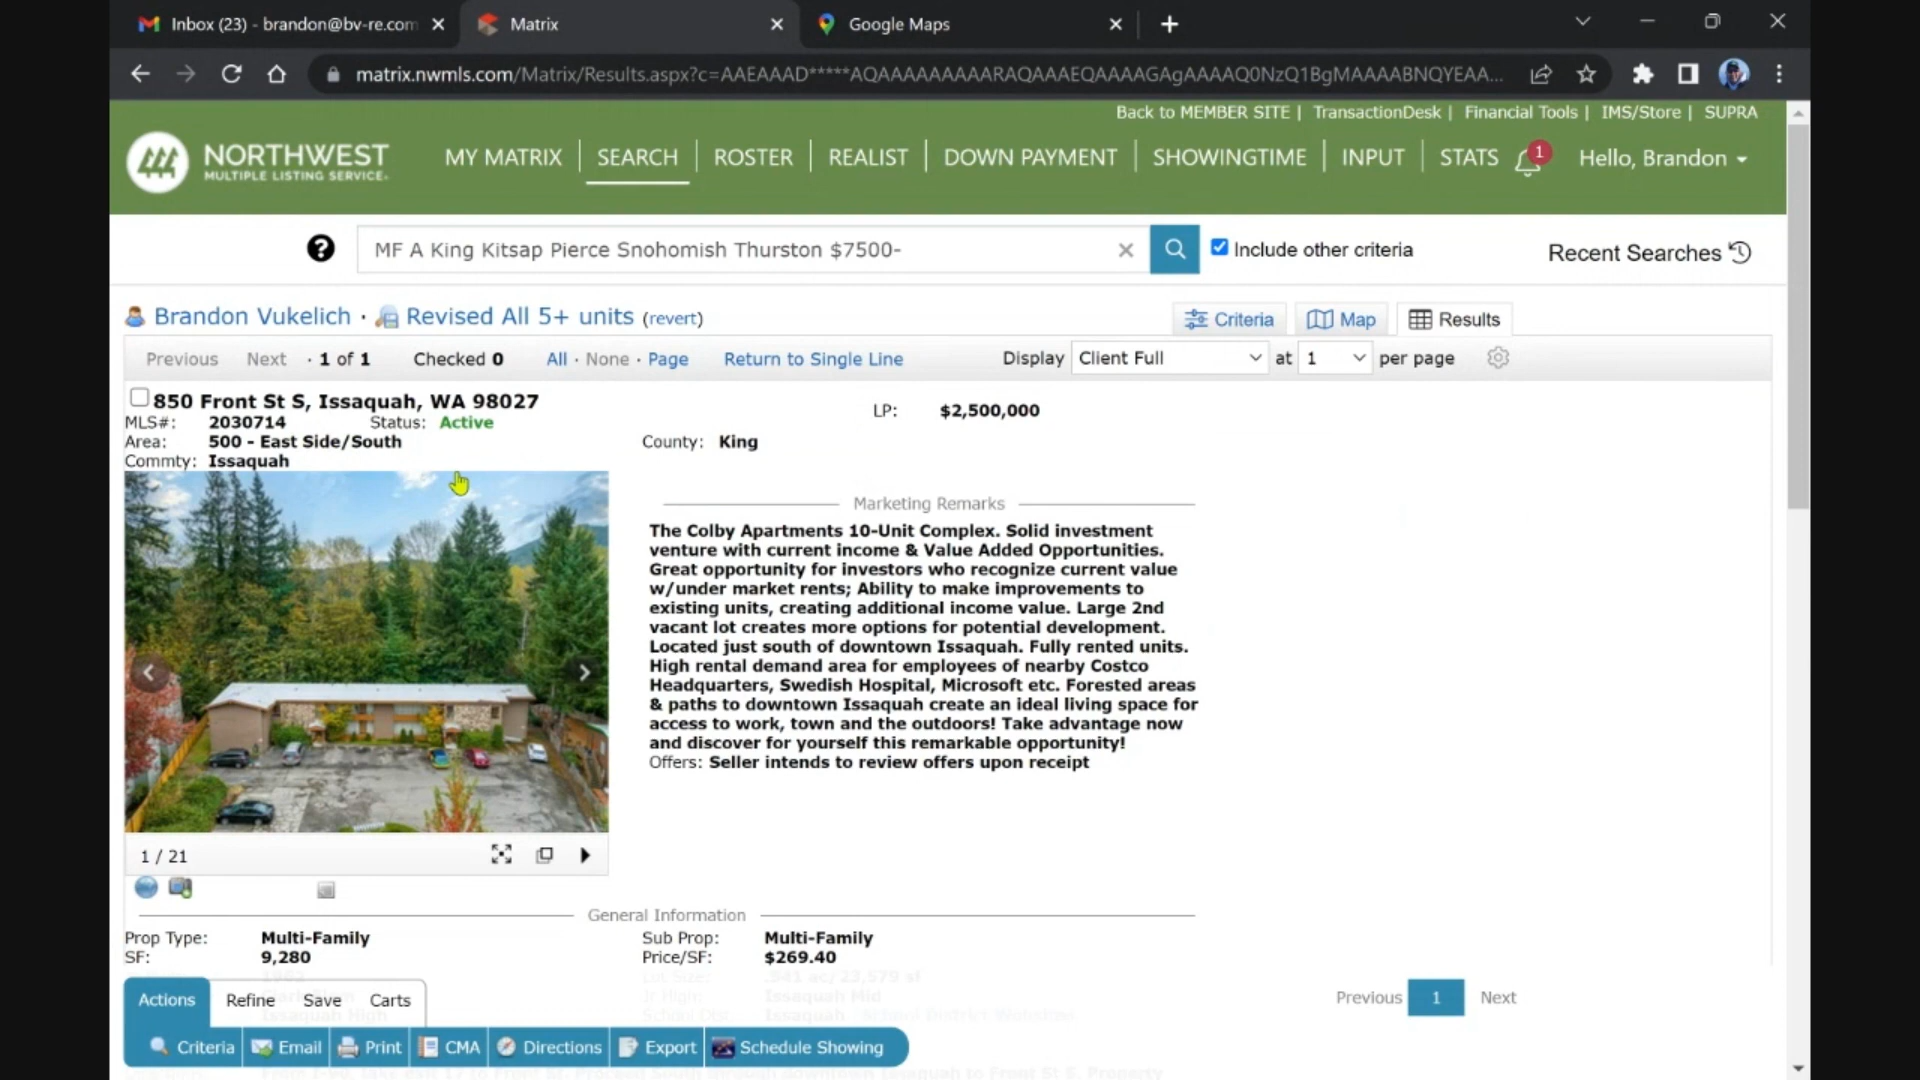 Inbox (23) - brandon@bv-re.com
Matrix
Google Maps
matrix.nwmls.com/Matrix/Results.aspx?c=AAEAAAD*****AQAAAAAAAAARAQAAAEQAAAAGAgAAAAQ0NzQ1BgMAAAABNQYEAA...
Back to MEMBER SITE | TransactionDesk | Financial Tools | IMS/Store | SUPRA
NORTHWEST
MULTIPLE LISTING SERVICE
MY MATRIX SEARCH ROSTER REALIST DOWN PAYMENT SHOWINGTIME INPUT STATS 1 Hello, Brandon
MF A King Kitsap Pierce Snohomish Thurston $7500-
Include other criteria
Recent Searches
Brandon Vukelich · Revised All 5+ units (revert)
Criteria Map Results
Previous Next · 1 of 1 Checked 0 All · None · Page Return to Single Line Display Client Full at 1 per page
850 Front St S, Issaquah, WA 98027
LP: $2,500,000
MLS#: 2030714 Status: Active
Area: 500 - East Side/South
County: King
Commty: Issaquah
Marketing Remarks
The Colby Apartments 10-Unit Complex. Solid investment
venture with current income & Value Added Opportunities.
Great opportunity for investors who recognize current value
w/under market rents; Ability to make improvements to
existing units, creating additional income value. Large 2nd
vacant lot creates more options for potential development.
Located just south of downtown Issaquah. Fully rented units.
High rental demand area for employees of nearby Costco
Headquarters, Swedish Hospital, Microsoft etc. Forested areas
& paths to downtown Issaquah create an ideal living space for
access to work, town and the outdoors! Take advantage now
and discover for yourself this remarkable opportunity!
Offers: Seller intends to review offers upon receipt
1 / 21
General Information
Prop Type: Multi-Family Sub Prop: Multi-Family
SF: 9,280 Price/SF: $269.40
Lot Size: .541 ac/ 23,579 sf
Jr High: Issaquah Mid
Issaquah High
Actions Refine Save Carts
Previous 1 Next
Criteria Email Print CMA Directions Export Schedule Showing